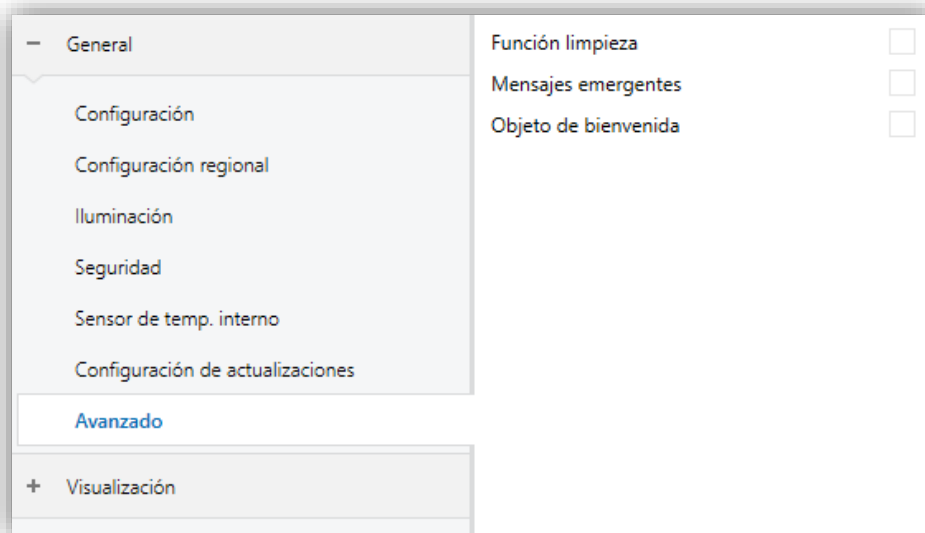 − General
Configuración
Configuración regional
Iluminación
Seguridad
Sensor de temp. interno
Configuración de actualizaciones
Avanzado
+ Visualización
Función limpieza
Mensajes emergentes
Objeto de bienvenida